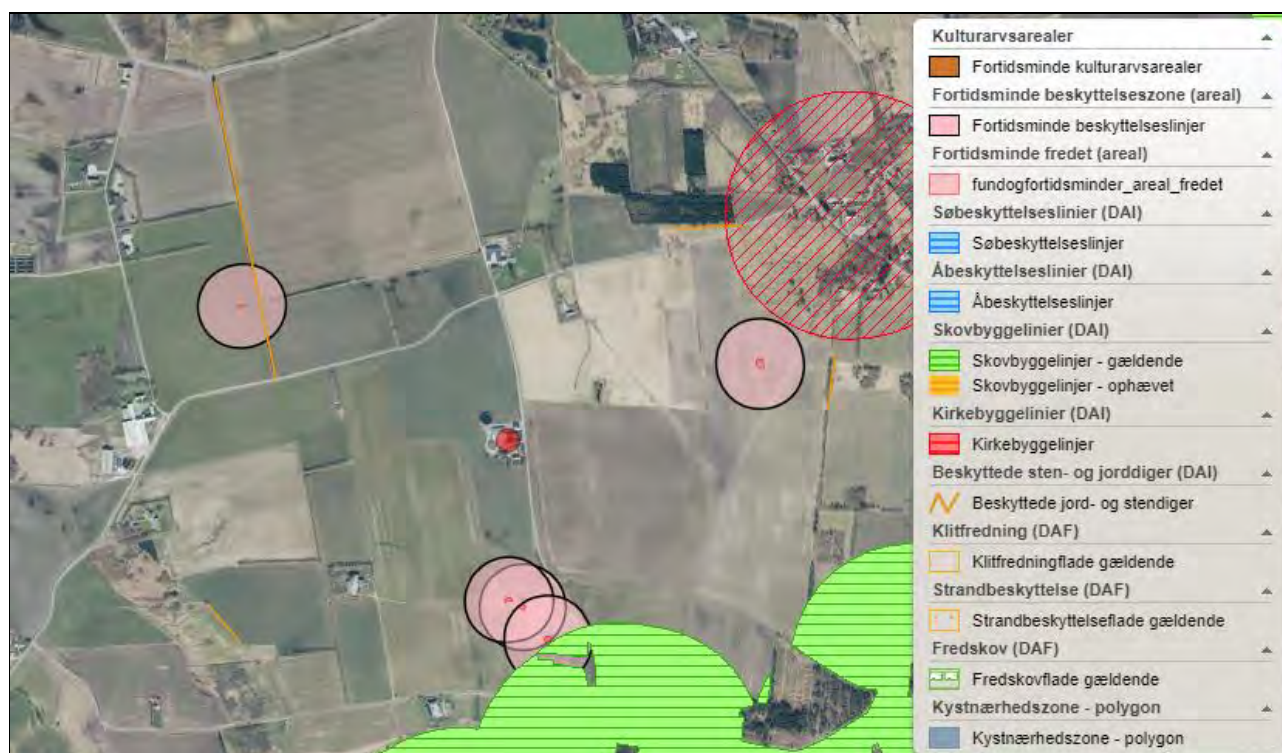 Kulturarvsarealer
Fortidsminde kulturarvsarealer
Fortidsminde beskyttelseszone (areal)
Fortidsminde beskyttelseslinjer
Fortidsminde fredet (areal)
fundogfortidsminder_areal_fredet
Søbeskyttelseslinier (DAI)
Søbeskyttelseslinjer
Åbeskyttelseslinier (DAI)
Åbeskyttelseslinjer
Skovbyggelinier (DAI)
Skovbyggelinjer - gældende
Skovbyggelinjer - ophævet
Kirkebyggelinier (DAI)
Kirkebyggelinjer
Beskyttede sten- og jorddiger (DAI)
Beskyttede jord- og stendiger
Klitfredning (DAF)
Klitfredningflade gældende
Strandbeskyttelse (DAF)
Strandbeskyttelseflade gældende
Fredskov (DAF)
Fredskovflade gældende
Kystnærhedszone - polygon
Kystnærhedszone - polygon